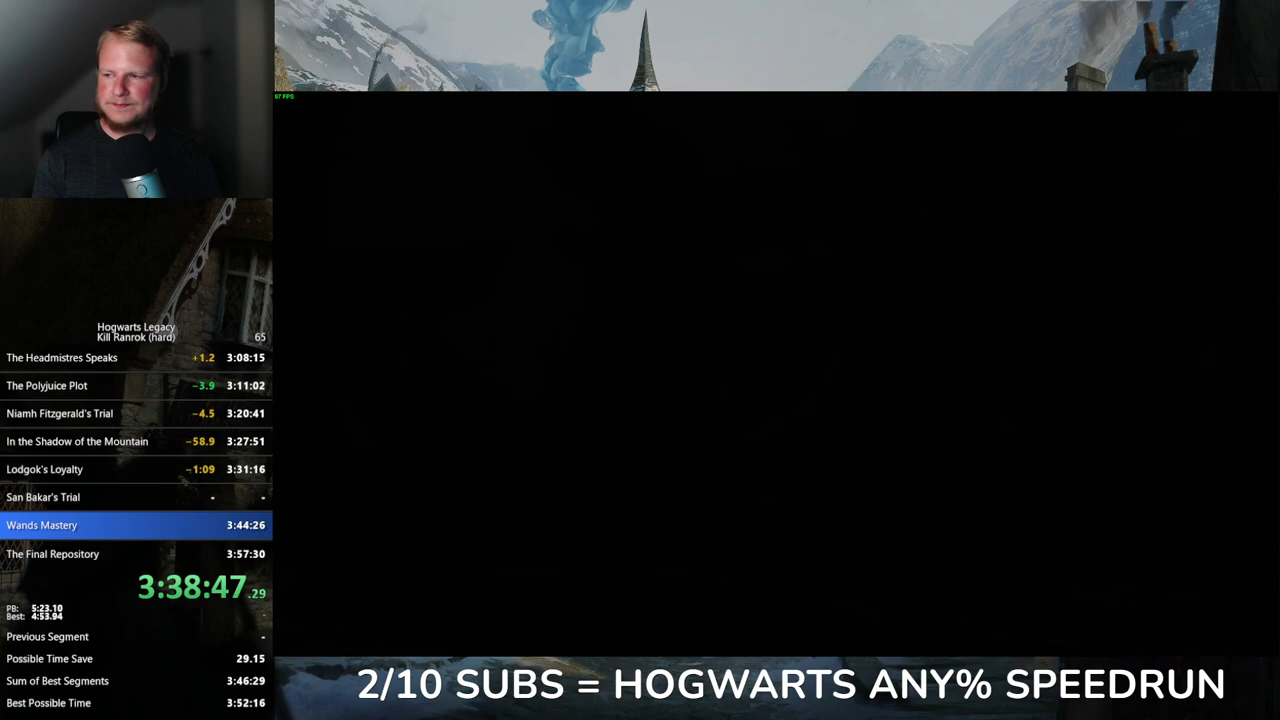 97 FPS
Hogwarts Legacy
Kill Ranrok (hard) 65
The Headmistres Speaks +1.2 3:08:15
The Polyjuice Plot −3.9 3:11:02
Niamh Fitzgerald's Trial −4.5 3:20:41
In the Shadow of the Mountain −58.9 3:27:51
Lodgok's Loyalty −1:09 3:31:16
San Bakar's Trial - -
Wands Mastery 3:44:26
The Final Repository 3:57:30
3:38:47.29
PB: 5:23.10
Best: 4:53.94 -
Previous Segment -
Possible Time Save 29.15
Sum of Best Segments 3:46:29
Best Possible Time 3:52:16
2/10 SUBS = HOGWARTS ANY% SPEEDRUN